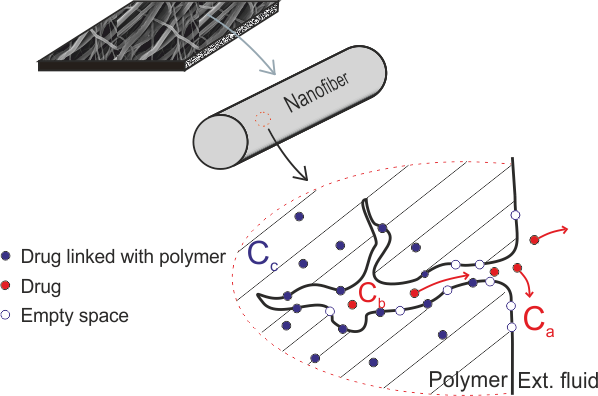 Nanofiber
Drug linked with polymer
Drug
Empty space
Cc
Cb
Ca
Polymer Ext. fluid